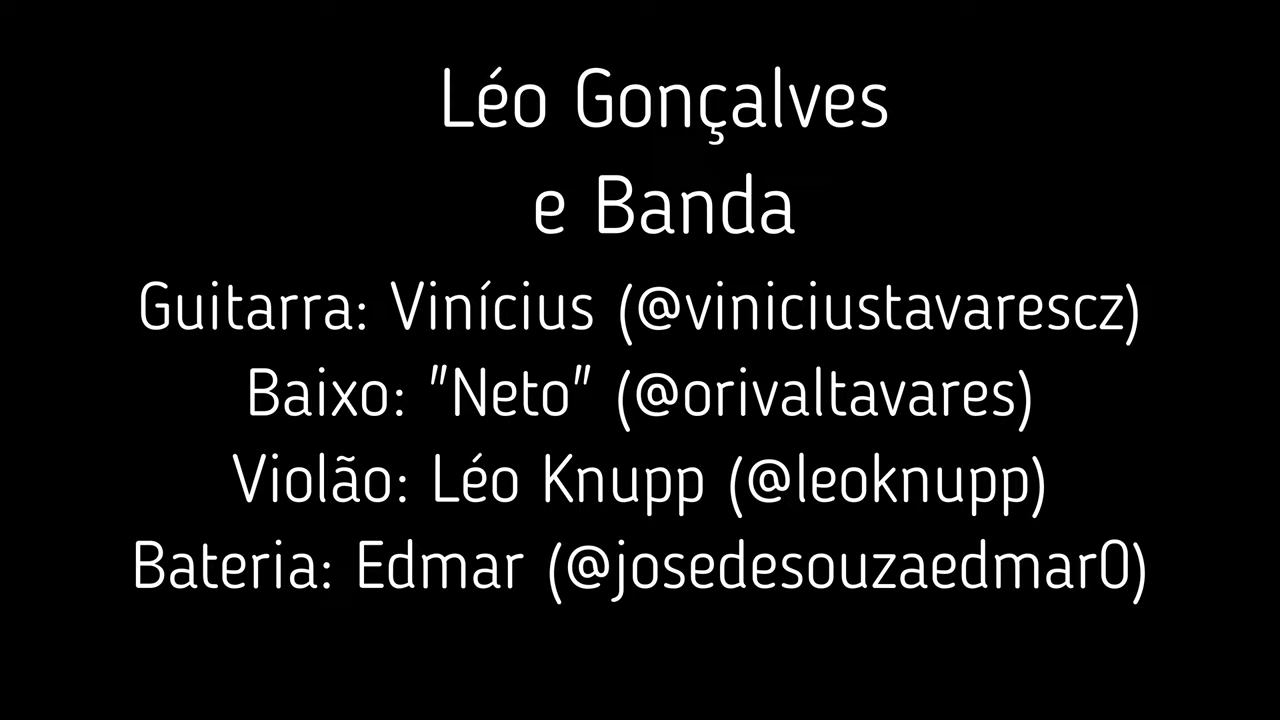 Léo Gonçalves
e Banda
Guitarra: Vinícius (@viniciustavarescz)
Baixo: "Neto" (@orivaltavares)
Violão: Léo Knupp (@leoknupp)
Bateria: Edmar (@josedesouzaedmar0)